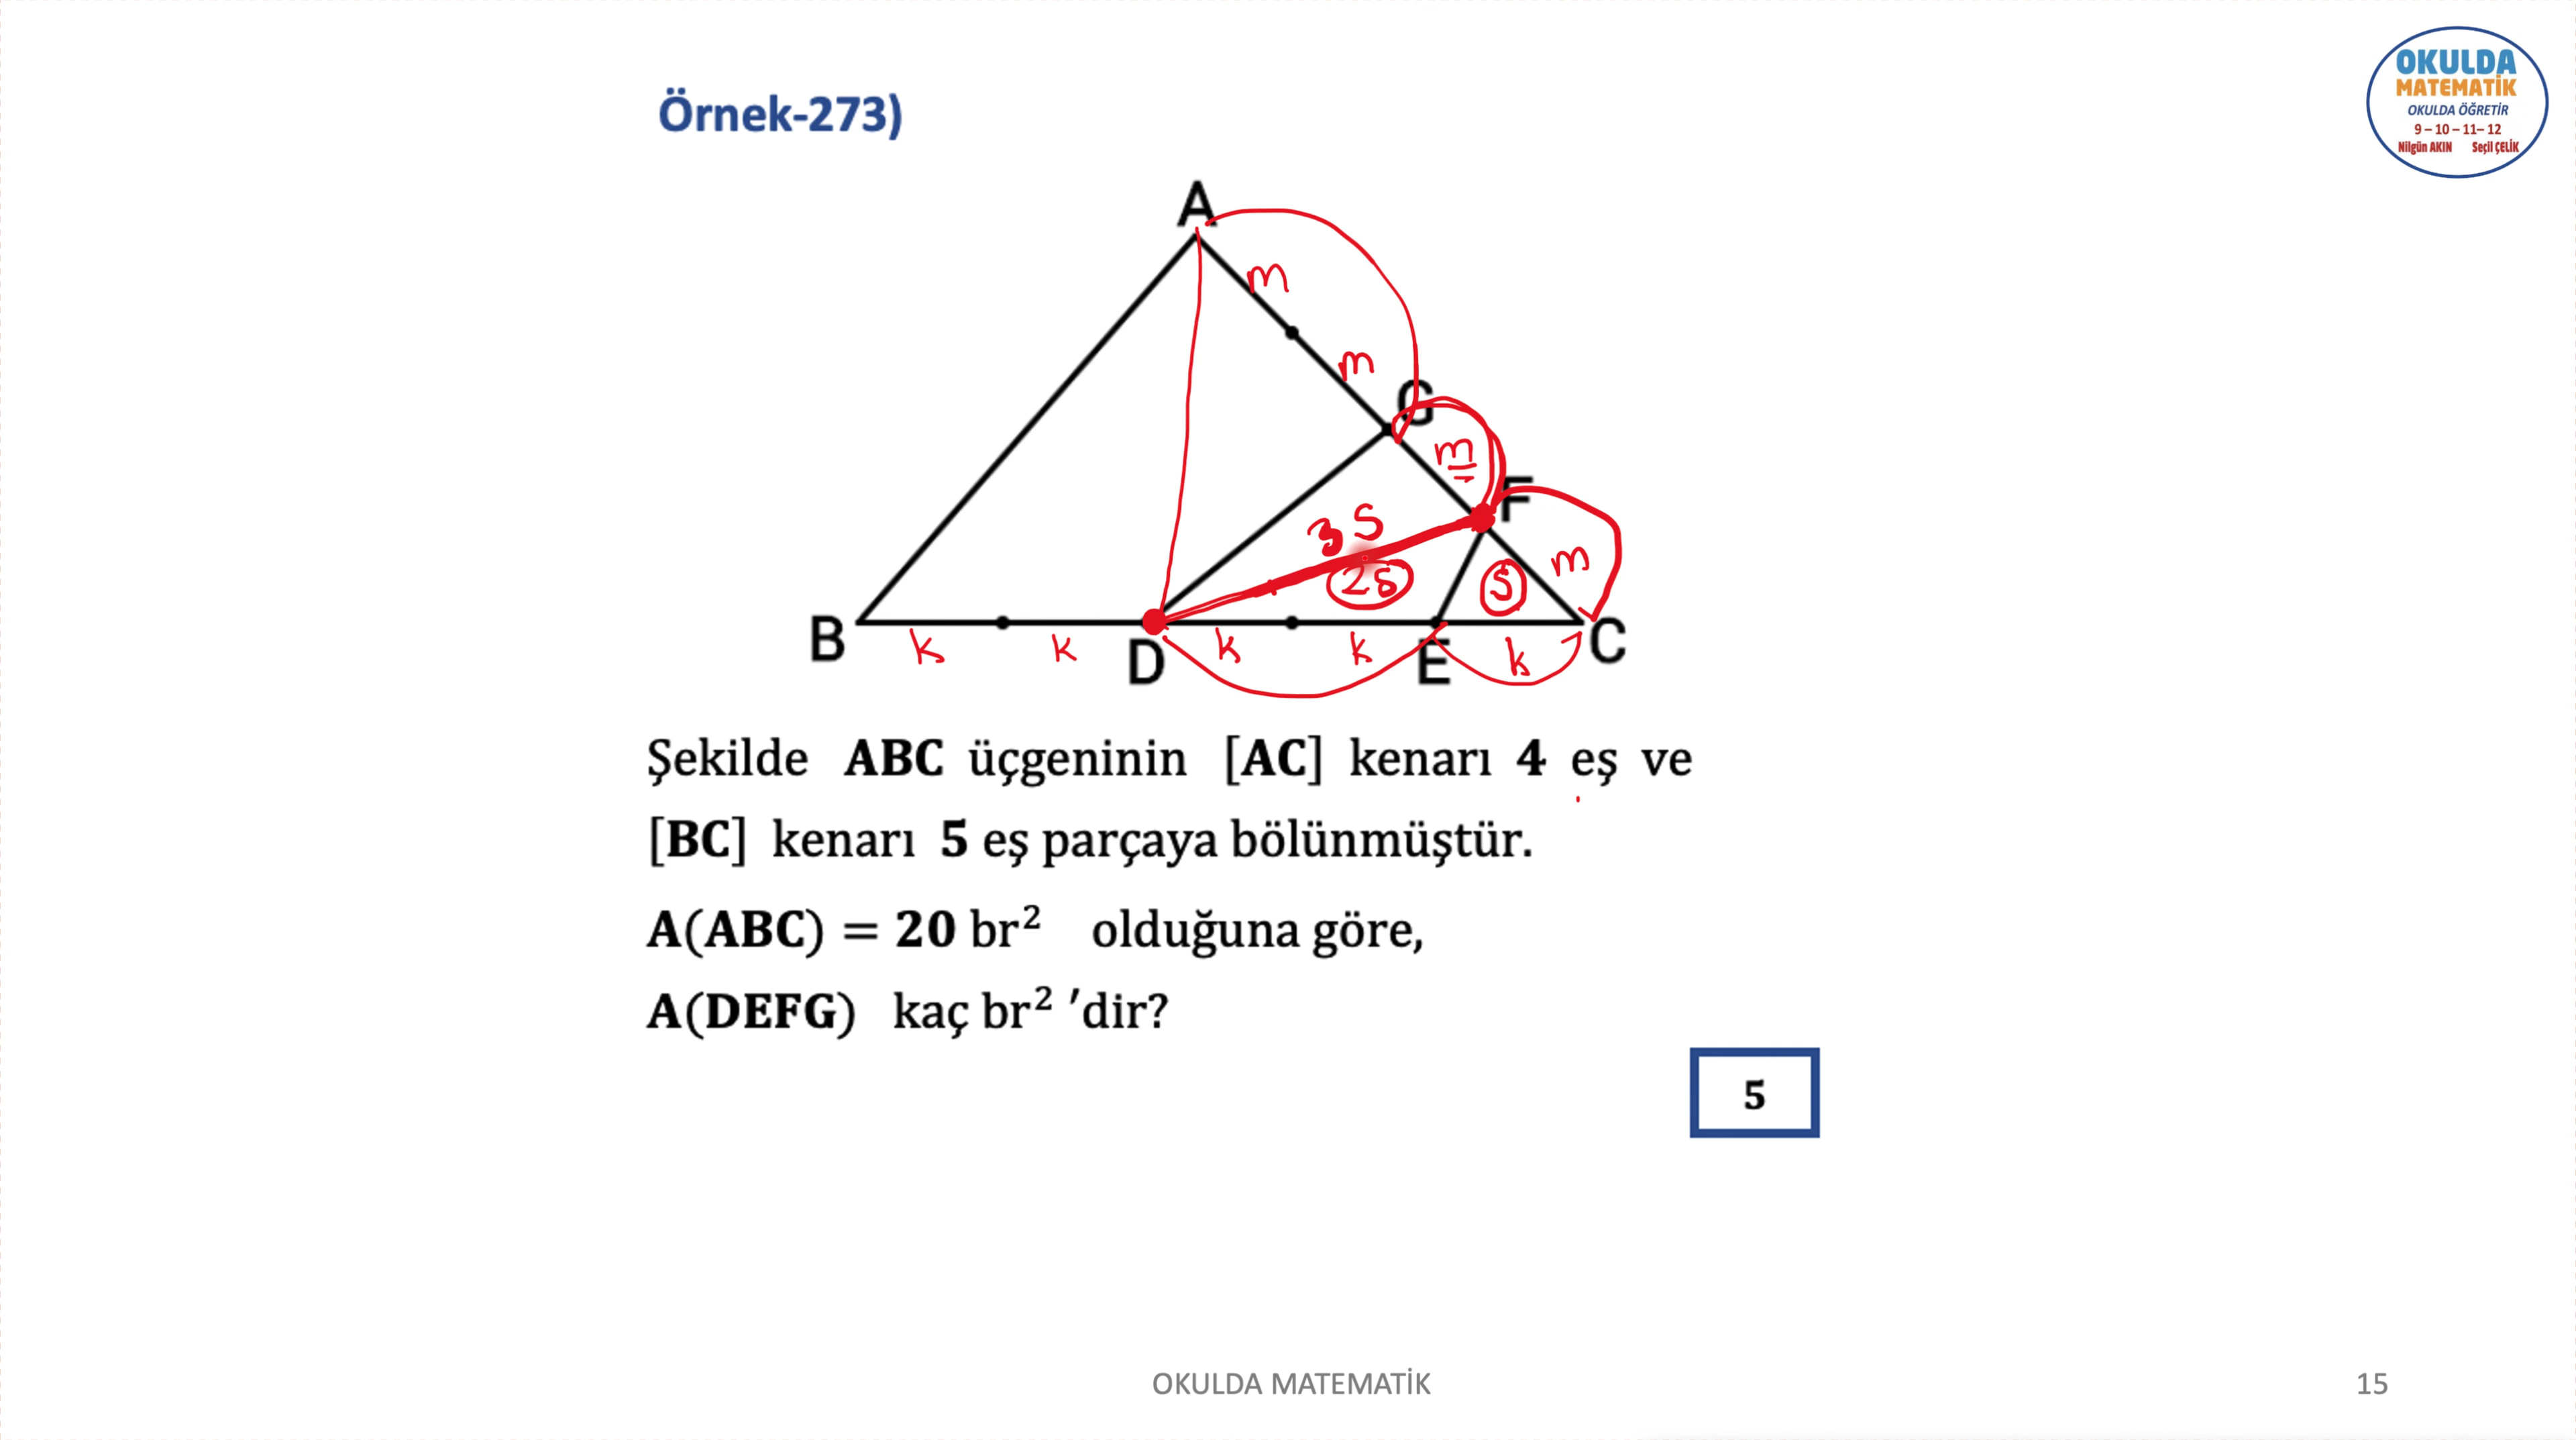 OKULDA
MATEMATİK
OKULDA ÖĞRETİR
9 – 10 – 11– 12
Nilgün AKIN Seçil ÇELİK
Örnek-273)
A
m
m
G
m
F
3S
2S
S
m
B
k
k
D
k
k
E
k
C
Şekilde ABC üçgeninin [AC] kenarı 4 eş ve
[BC] kenarı 5 eş parçaya bölünmüştür.
A(ABC) = 20 br² olduğuna göre,
A(DEFG) kaç br² ′dir?
5
OKULDA MATEMATİK
15